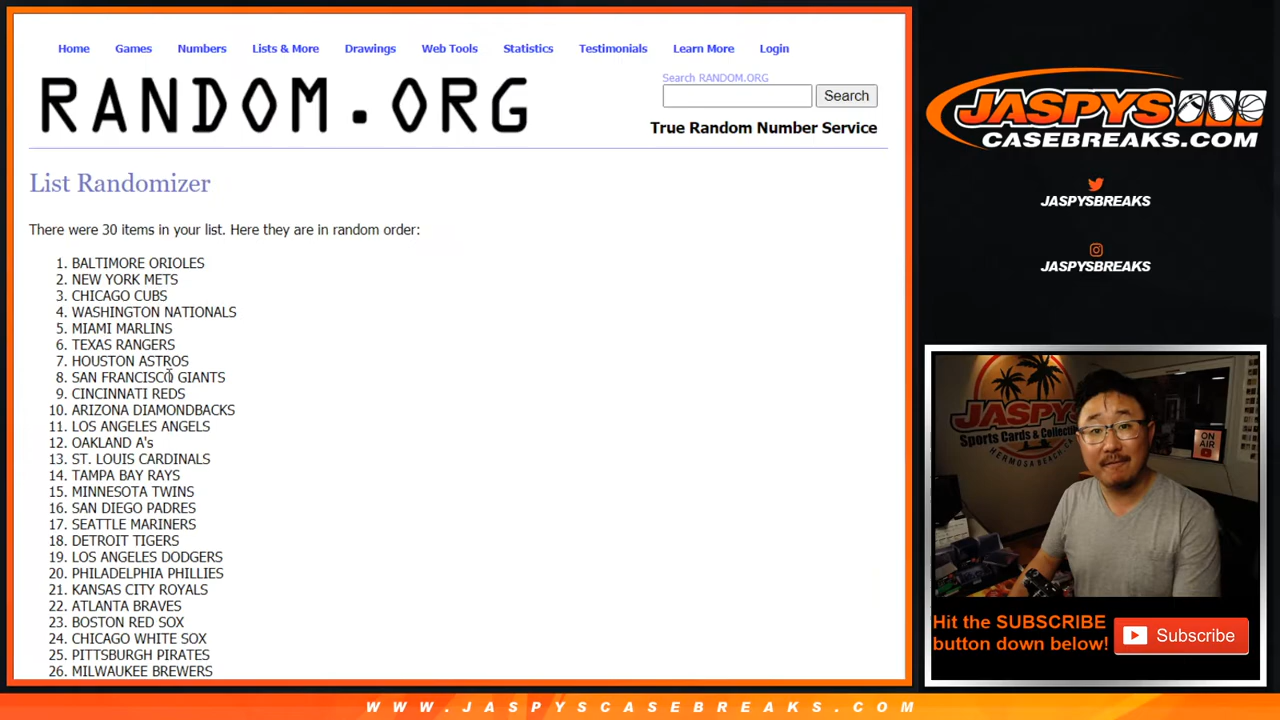 Home Games Numbers Lists & More Drawings Web Tools Statistics Testimonials Learn More Login
RANDOM.ORG
Search RANDOM.ORG
Search
True Random Number Service
List Randomizer
There were 30 items in your list. Here they are in random order:
1. BALTIMORE ORIOLES
2. NEW YORK METS
3. CHICAGO CUBS
4. WASHINGTON NATIONALS
5. MIAMI MARLINS
6. TEXAS RANGERS
7. HOUSTON ASTROS
8. SAN FRANCISCO GIANTS
9. CINCINNATI REDS
10. ARIZONA DIAMONDBACKS
11. LOS ANGELES ANGELS
12. OAKLAND A's
13. ST. LOUIS CARDINALS
14. TAMPA BAY RAYS
15. MINNESOTA TWINS
16. SAN DIEGO PADRES
17. SEATTLE MARINERS
18. DETROIT TIGERS
19. LOS ANGELES DODGERS
20. PHILADELPHIA PHILLIES
21. KANSAS CITY ROYALS
22. ATLANTA BRAVES
23. BOSTON RED SOX
24. CHICAGO WHITE SOX
25. PITTSBURGH PIRATES
26. MILWAUKEE BREWERS
JASPYS
CASEBREAKS.COM
JASPYSBREAKS
JASPYSBREAKS
JASPYS
Sports Cards & Collectib
HERMOSA BEACH, CA
ON
AIR
Hit the SUBSCRIBE
button down below!
Subscribe
WWW.JASPYSCASEBREAKS.COM